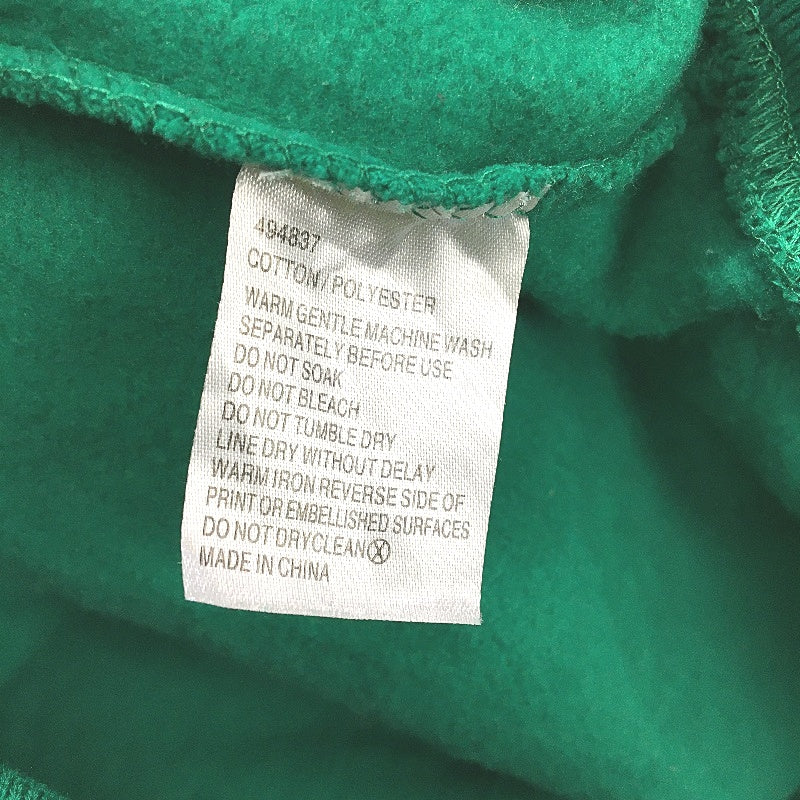 494837
COTTON/POLYESTER
WARM GENTLE MACHINE WASH
SEPARATELY BEFORE USE
DO NOT SOAK
DO NOT BLEACH
DO NOT TUMBLE DRY
LINE DRY WITHOUT DELAY
WARM IRON REVERSE SIDE OF
PRINT OR EMBELLISHED SURFACES
DO NOT DRYCLEAN Ⓧ
MADE IN CHINA